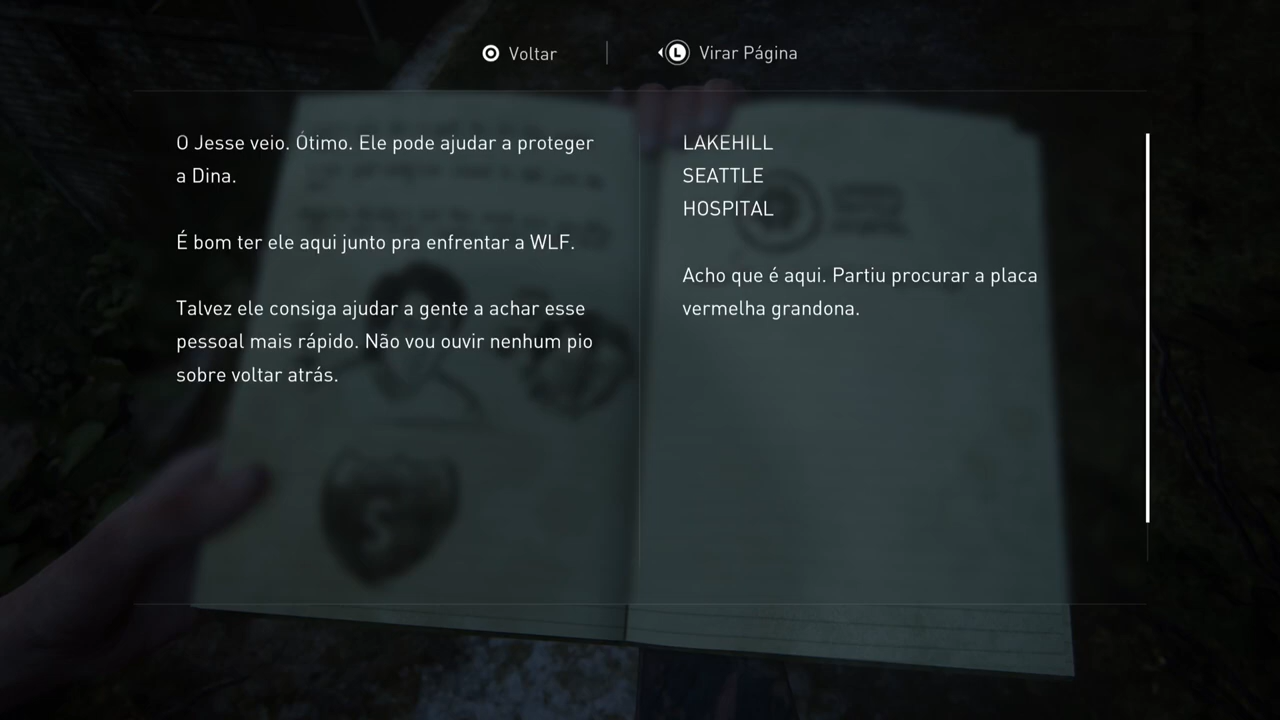 Voltar
L Virar Página
O Jesse veio. Ótimo. Ele pode ajudar a proteger
a Dina.
É bom ter ele aqui junto pra enfrentar a WLF.
Talvez ele consiga ajudar a gente a achar esse
pessoal mais rápido. Não vou ouvir nenhum pio
sobre voltar atrás.
S
LAKEHILL
SEATTLE
HOSPITAL
Acho que é aqui. Partiu procurar a placa
vermelha grandona.